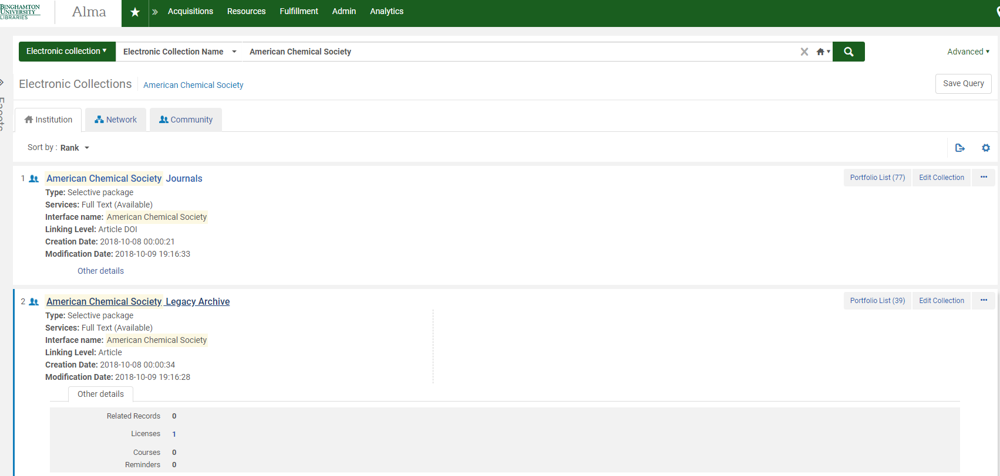 BINGHAMTON
UNIVERSITY
LIBRARIES
Alma
Acquisitions Resources Fulfillment Admin Analytics
Electronic collection Electronic Collection Name American Chemical Society Advanced
Electronic Collections American Chemical Society Save Query
Facets
Institution Network Community
Sort by : Rank
1 American Chemical Society Journals Portfolio List (77) Edit Collection ...
Type: Selective package
Services: Full Text (Available)
Interface name: American Chemical Society
Linking Level: Article DOI
Creation Date: 2018-10-08 00:00:21
Modification Date: 2018-10-09 19:16:33
Other details
2 American Chemical Society Legacy Archive Portfolio List (39) Edit Collection ...
Type: Selective package
Services: Full Text (Available)
Interface name: American Chemical Society
Linking Level: Article
Creation Date: 2018-10-08 00:00:34
Modification Date: 2018-10-09 19:16:28
Other details
Related Records 0
Licenses 1
Courses 0
Reminders 0